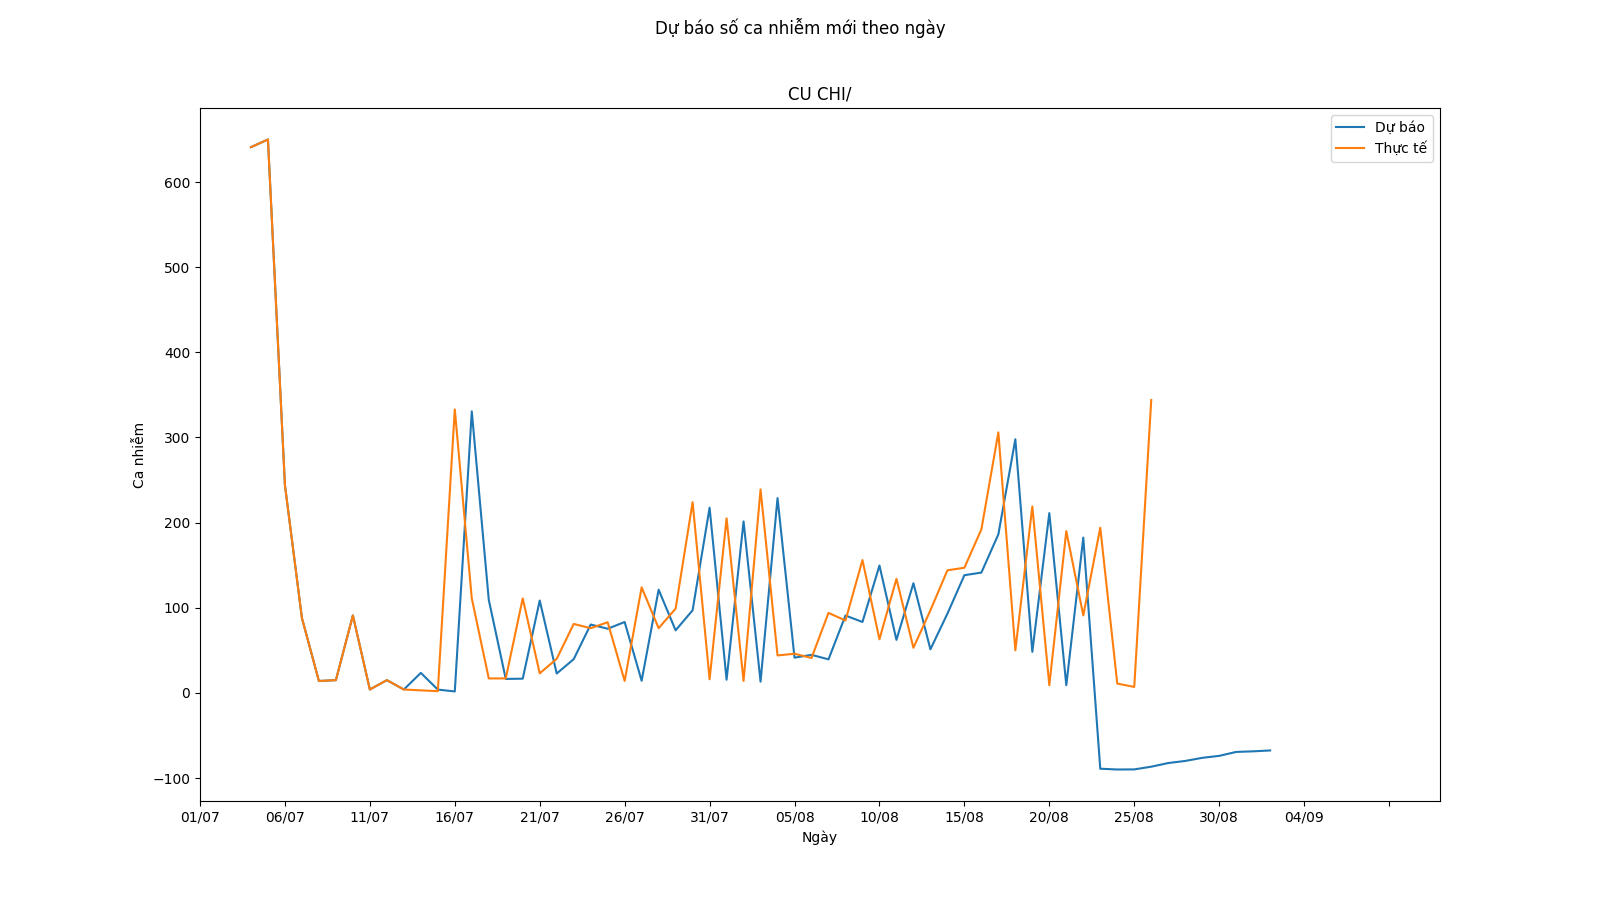 Dự báo số ca nhiễm mới theo ngày
CU CHI/
Dự báo
Thực tế
600
500
400
300
200
100
0
−100
Ca nhiễm
01/07 06/07 11/07 16/07 21/07 26/07 31/07 05/08 10/08 15/08 20/08 25/08 30/08 04/09
Ngày